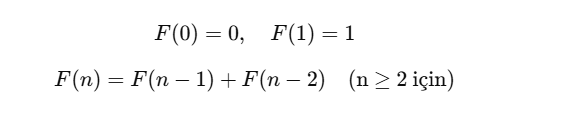 F(0) = 0, F(1) = 1
F(n) = F(n − 1) + F(n − 2) (n ≥ 2 için)